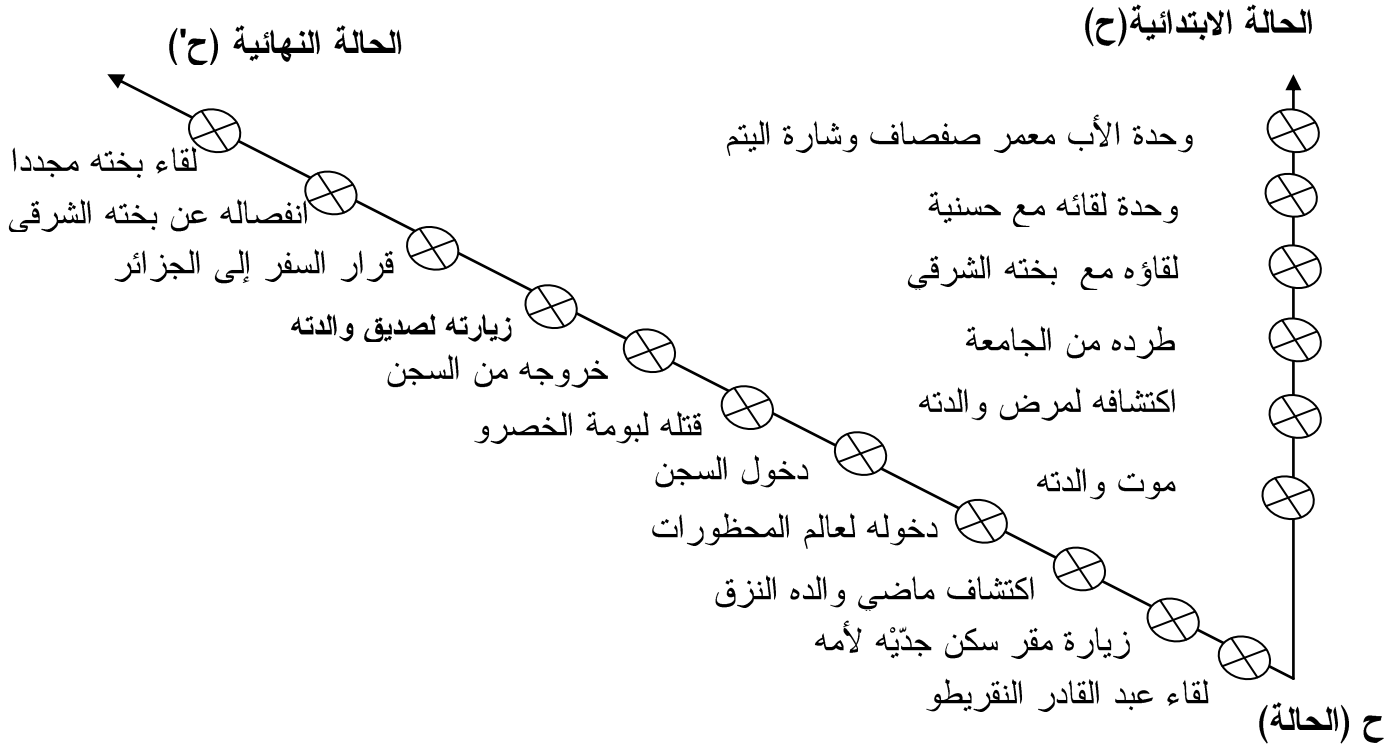 الحالة الابتدائية(ح)
وحدة الأب معمر صفصاف وشارة اليتم
وحدة لقائه مع حسنية
لقاؤه مع بخته الشرقي
طرده من الجامعة
اكتشافه لمرض والدته
موت والدته
الحالة النهائية (ح')
لقاء بخته مجددا
انفصاله عن بخته الشرقي
قرار السفر إلى الجزائر
زيارته لصديق والدته
خروجه من السجن
قتله لبومة الخصرو
دخول السجن
دخوله لعالم المحظورات
اكتشاف ماضي والده النزق
زيارة مقر سكن جدّيْه لأمه
لقاء عبد القادر النقريطو
ح (الحالة)